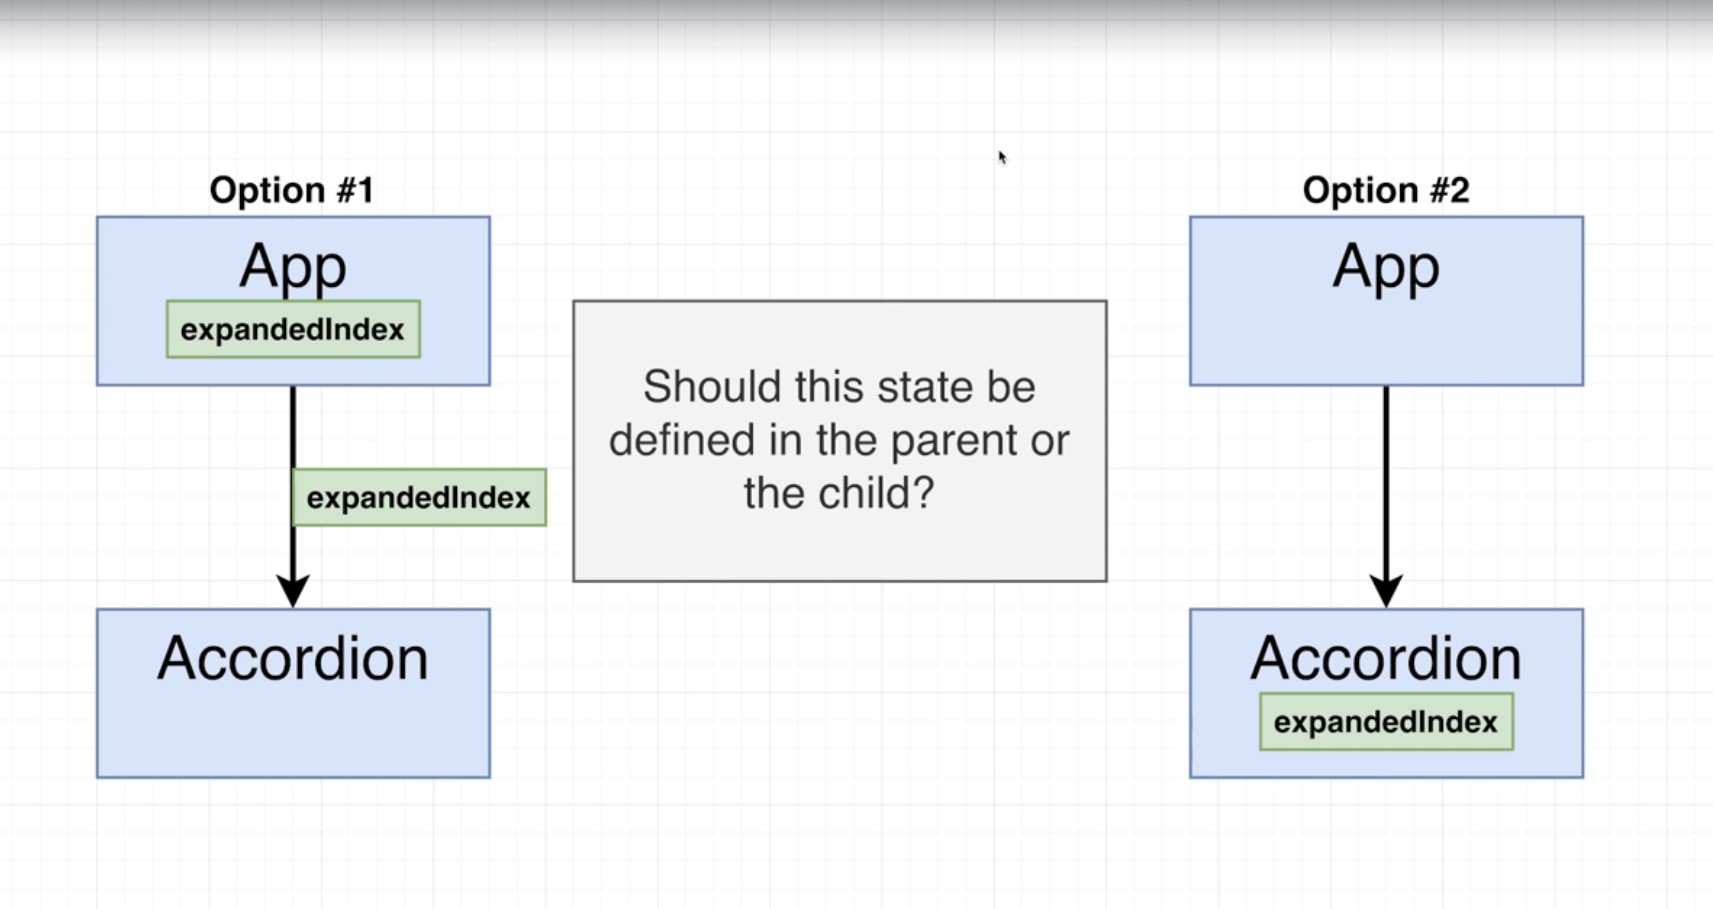 Option #1
App
expandedIndex
expandedIndex
Accordion
Should this state be
defined in the parent or
the child?
Option #2
App
Accordion
expandedIndex